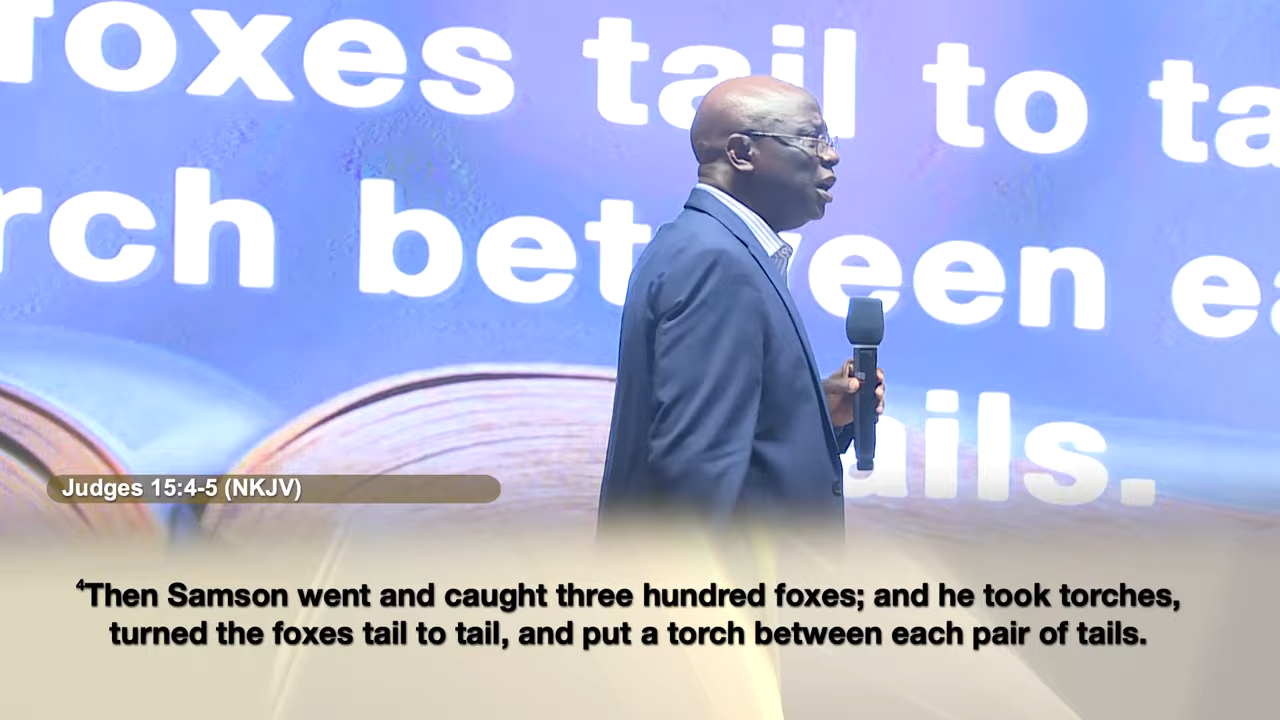 foxes tail to ta
rch between ea
ails.
Judges 15:4-5 (NKJV)
4Then Samson went and caught three hundred foxes; and he took torches,
turned the foxes tail to tail, and put a torch between each pair of tails.